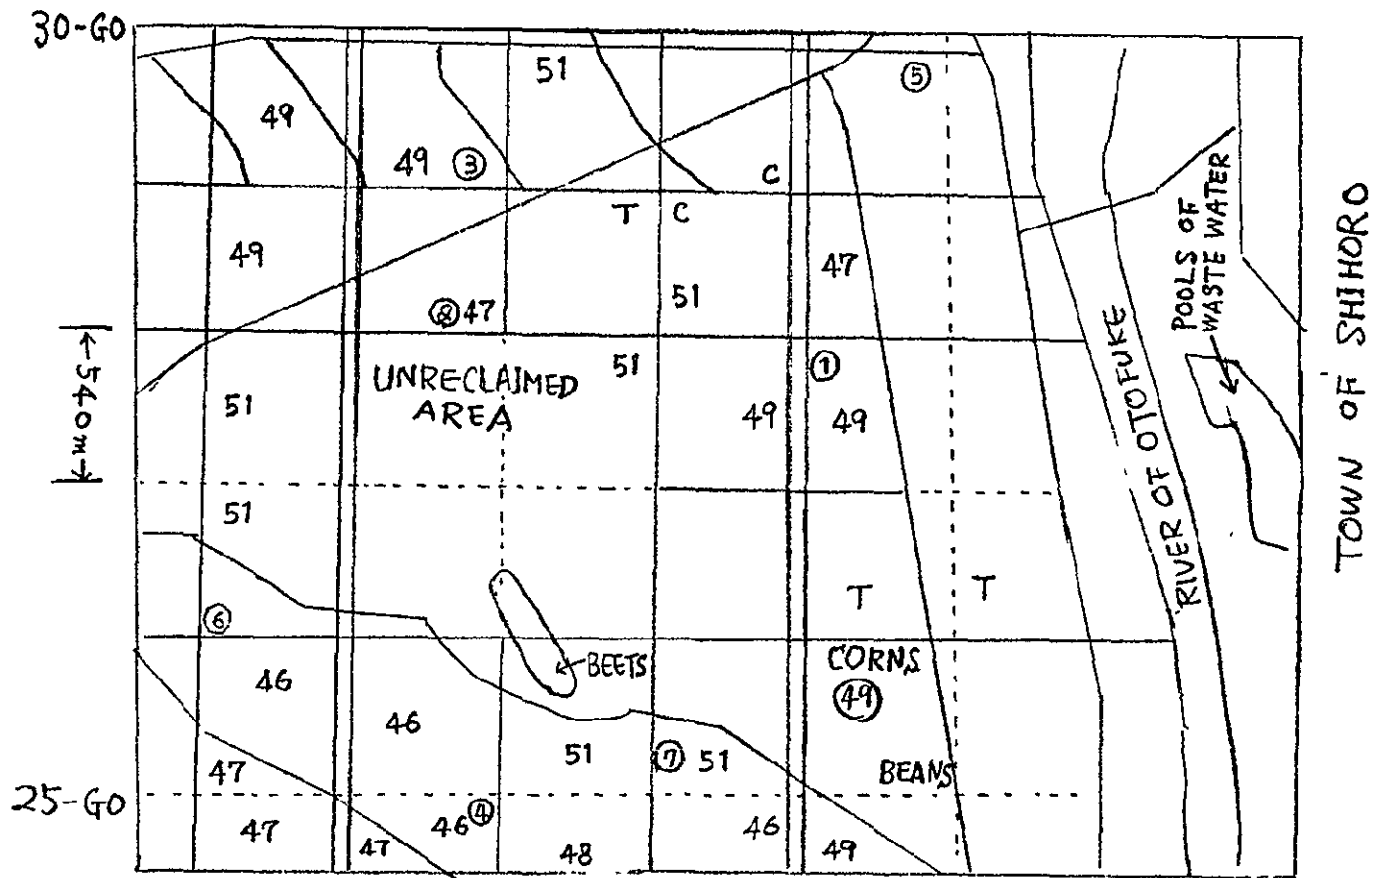 30-GO
51
⑤
49
49 ③
C
T C
49
47
51
②47
←540m→
51
UNRECLAIMED
AREA
51
49
①
49
51
T
T
⑥
BEETS
CORNS
㊾
46
46
51
⑦ 51
47
BEANS
25-GO
47
47
46④
48
46
49
RIVER OF OTOFUKE
POOLS OF
WASTE WATER
TOWN OF SHIHORO